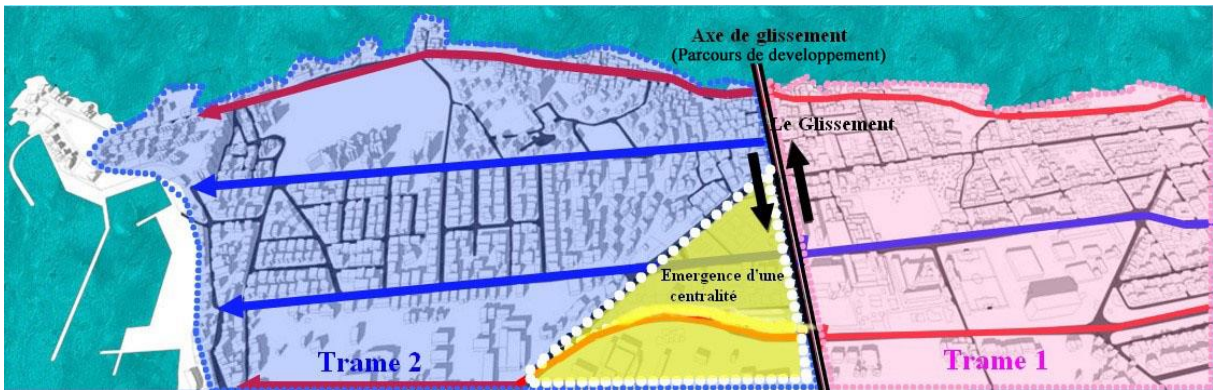 Axe de glissement
(Parcours de developpement)
Le Glissement
Emergence d'une
centralité
Trame 2
Trame 1